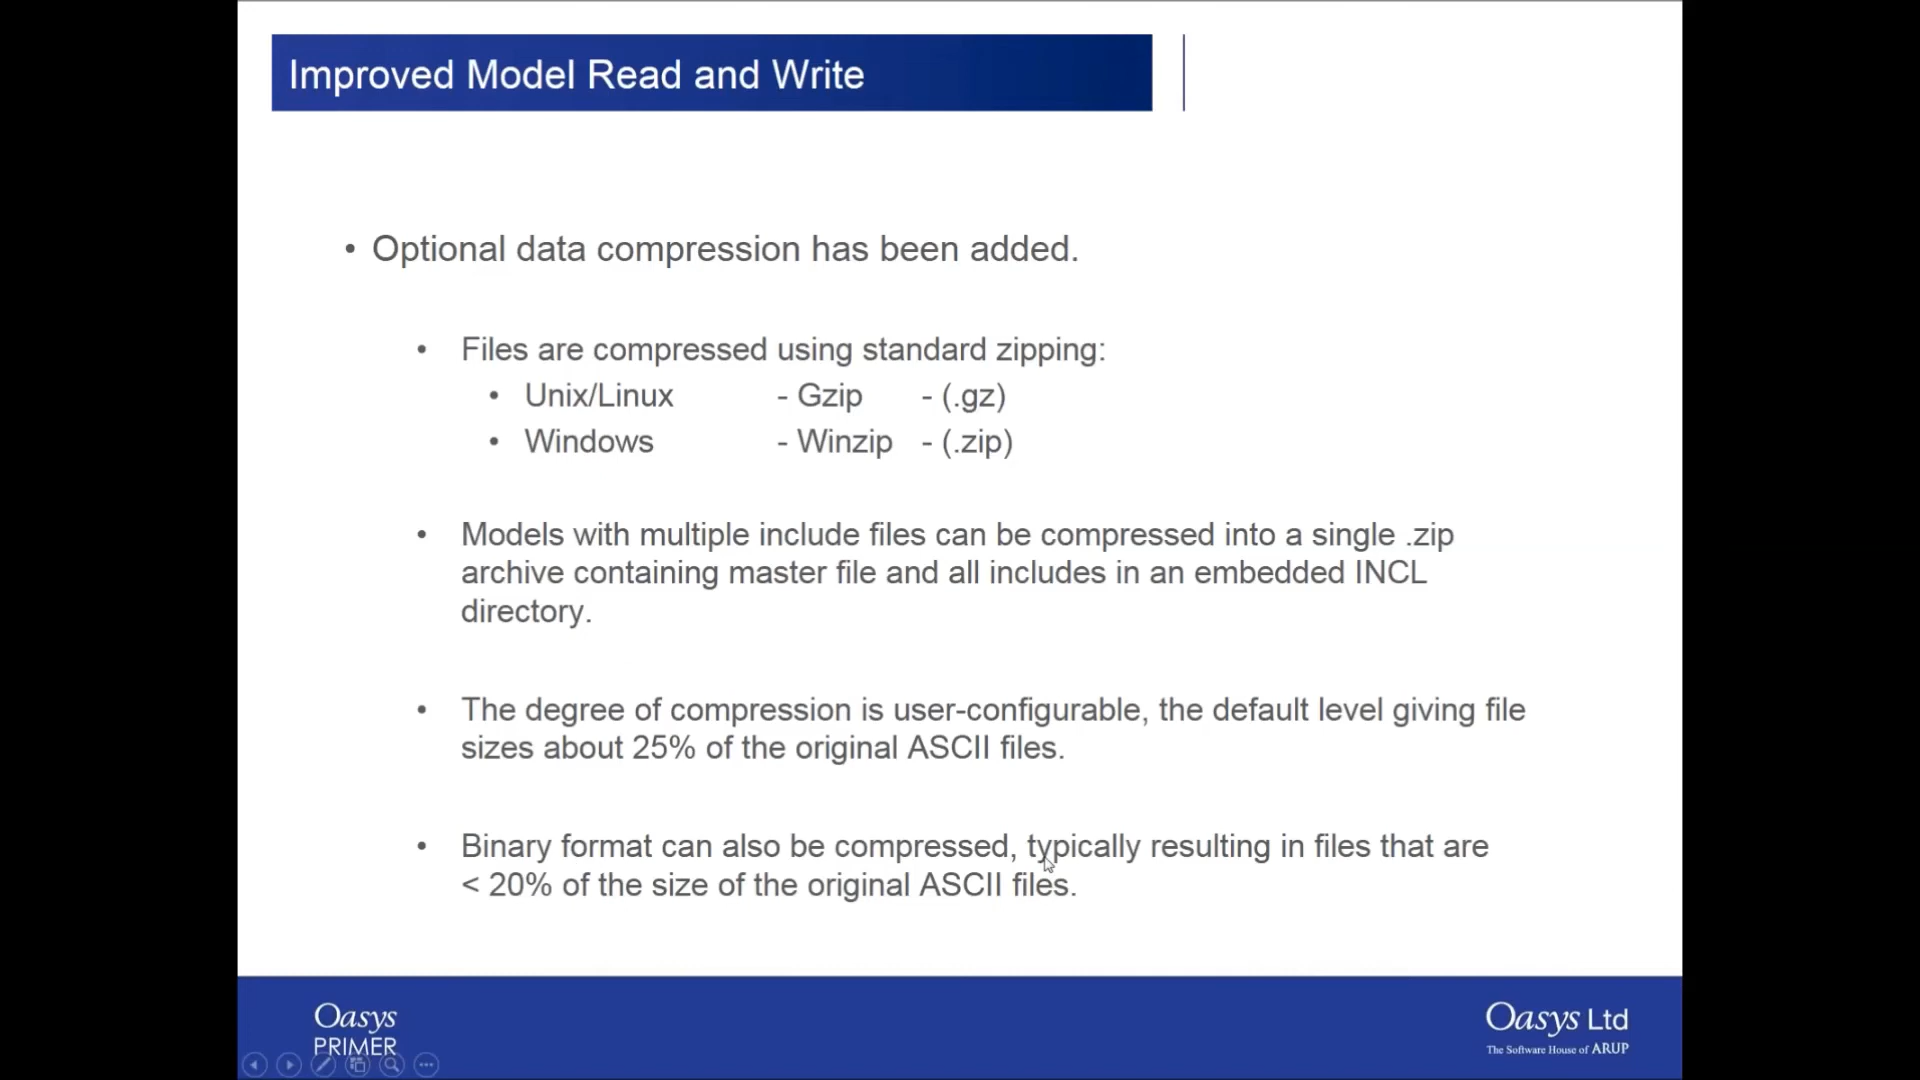 Improved Model Read and Write
• Optional data compression has been added.
• Files are compressed using standard zipping:
• Unix/Linux - Gzip - (.gz)
• Windows - Winzip - (.zip)
• Models with multiple include files can be compressed into a single .zip
archive containing master file and all includes in an embedded INCL
directory.
• The degree of compression is user-configurable, the default level giving file
sizes about 25% of the original ASCII files.
• Binary format can also be compressed, typically resulting in files that are
< 20% of the size of the original ASCII files.
Oasys
PRIMER
Oasys Ltd
The Software House of ARUP